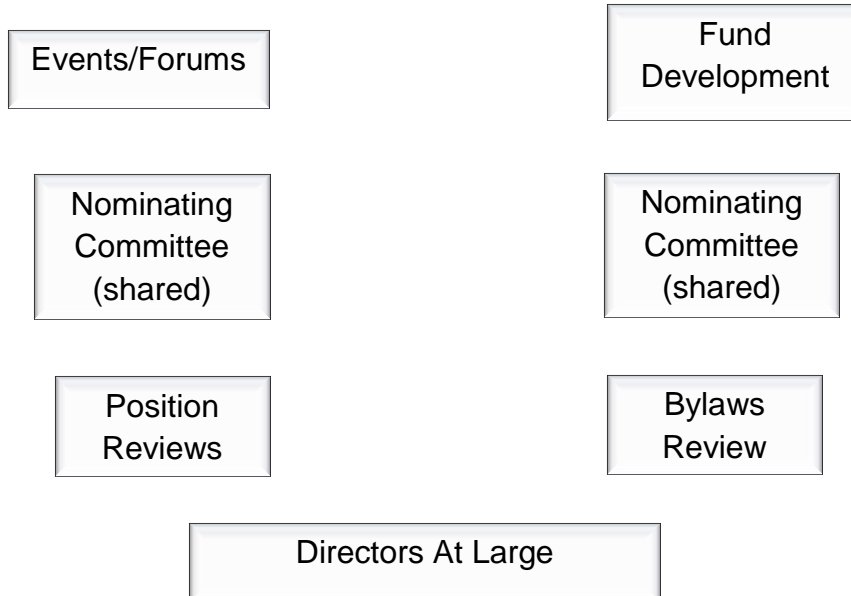 Events/Forums
Fund
Development
Nominating
Committee
(shared)
Nominating
Committee
(shared)
Position
Reviews
Bylaws
Review
Directors At Large